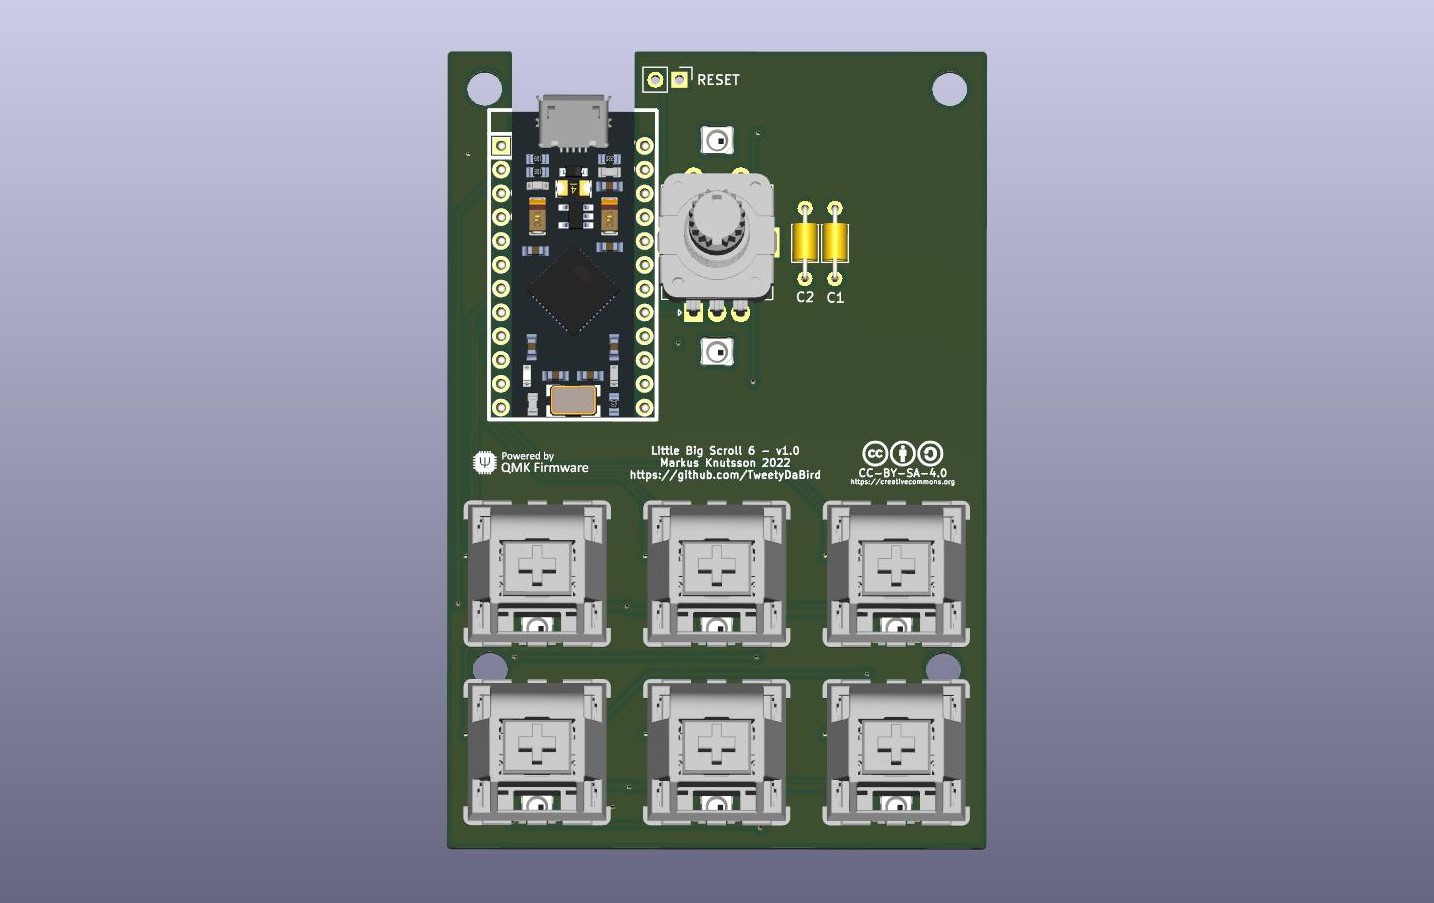 RESET
C2 C1
Powered by
QMK Firmware
Little Big Scroll 6 - v1.0
Markus Knutsson 2022
https://github.com/TweetyDaBird
CC-BY-SA-4.0
https://creativecommons.org